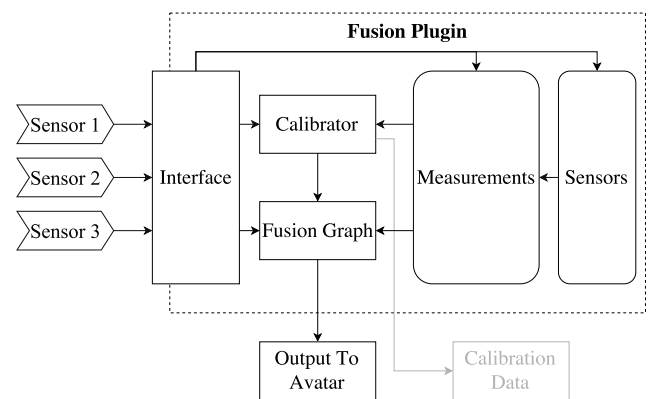 Fusion Plugin
Sensor 1
Sensor 2
Sensor 3
Interface
Calibrator
Fusion Graph
Measurements
Sensors
Output To
Avatar
Calibration
Data